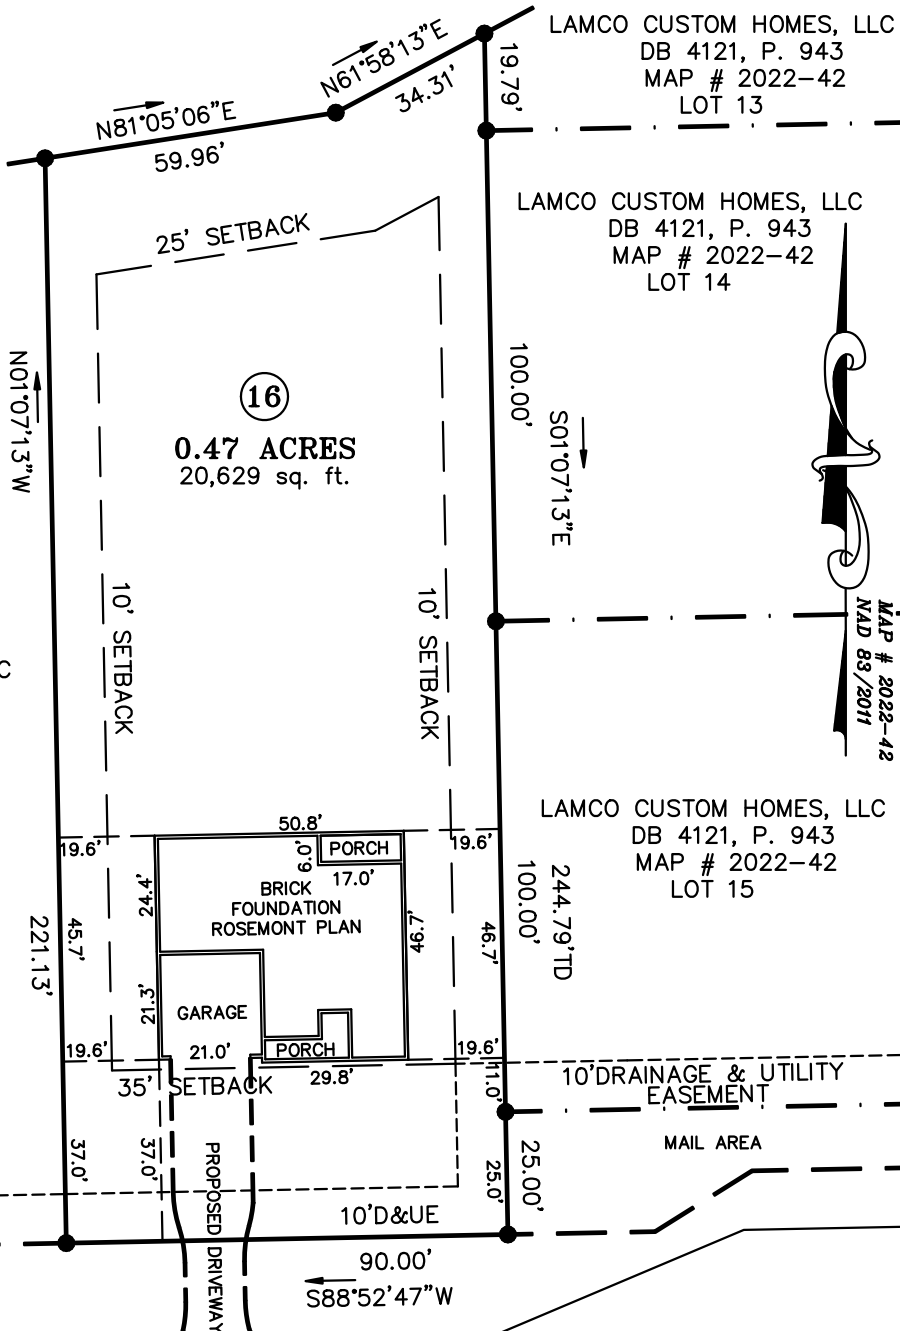 LAMCO CUSTOM HOMES, LLC
DB 4121, P. 943
MAP # 2022-42
LOT 13
N61°58'13"E
34.31'
19.79'
N81°05'06"E
59.96'
LAMCO CUSTOM HOMES, LLC
DB 4121, P. 943
MAP # 2022-42
LOT 14
25' SETBACK
N01°07'13"W
16
0.47 ACRES
20,629 sq. ft.
100.00'
S01°07'13"E
10' SETBACK
10' SETBACK
MAP # 2022-42
NAD 83/2011
C
LAMCO CUSTOM HOMES, LLC
DB 4121, P. 943
MAP # 2022-42
LOT 15
50.8'
19.6'
6.0'
PORCH
19.6'
17.0'
24.4'
BRICK
FOUNDATION
ROSEMONT PLAN
46.7'
46.7'
100.00'
244.79'TD
221.13'
45.7'
21.3'
GARAGE
19.6'
21.0'
PORCH
19.6'
29.8'
35' SETBACK
11.0'
10'DRAINAGE & UTILITY
EASEMENT
MAIL AREA
37.0'
37.0'
PROPOSED DRIVEWAY
25.0'
25.00'
10'D&UE
90.00'
S88°52'47"W